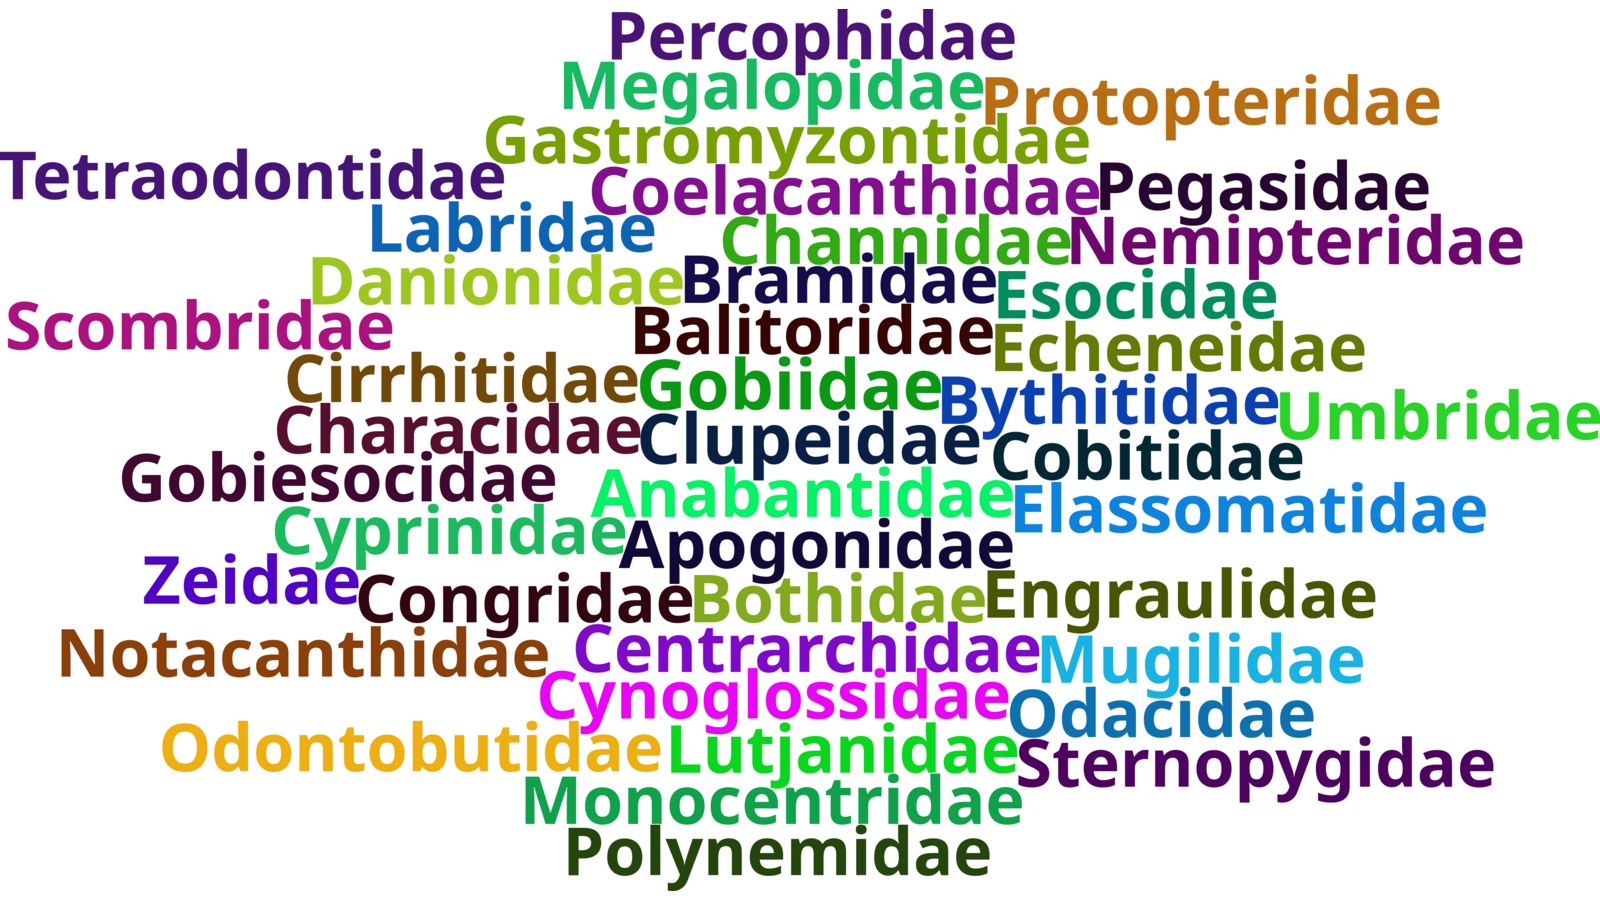 Percophidae
Megalopidae
Protopteridae
Gastromyzontidae
Tetraodontidae
Coelacanthidae
Pegasidae
Labridae
Channidae
Nemipteridae
Danionidae
Bramidae
Esocidae
Scombridae
Balitoridae
Echeneidae
Cirrhitidae
Gobiidae
Bythitidae
Umbridae
Characidae
Clupeidae
Cobitidae
Gobiesocidae
Anabantidae
Elassomatidae
Cyprinidae
Apogonidae
Zeidae
Congridae
Bothidae
Engraulidae
Notacanthidae
Centrarchidae
Mugilidae
Cynoglossidae
Odacidae
Odontobutidae
Lutjanidae
Sternopygidae
Monocentridae
Polynemidae